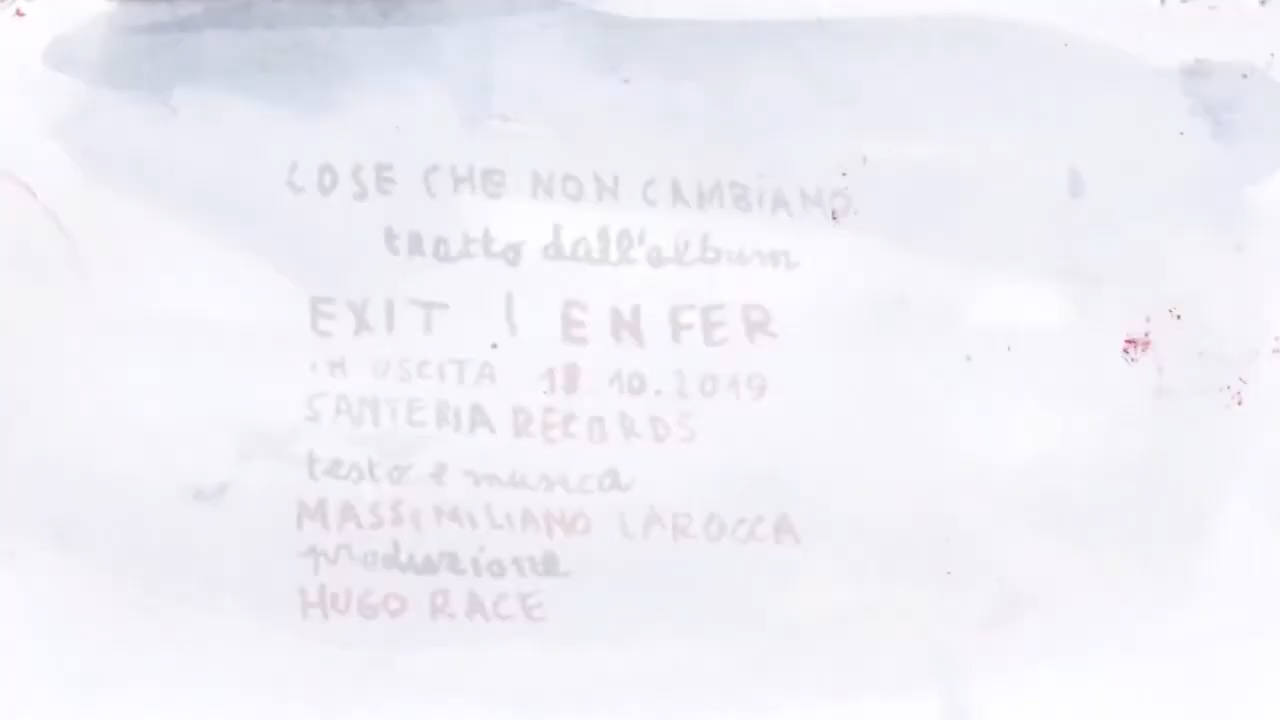 COSE CHE NON CAMBIANO
tratto dall'album
EXIT | ENFER
IN USCITA 18.10.2019
SANTERIA RECORDS
testo e musica
MASSIMILIANO LAROCCA
produzione
HUGO RACE